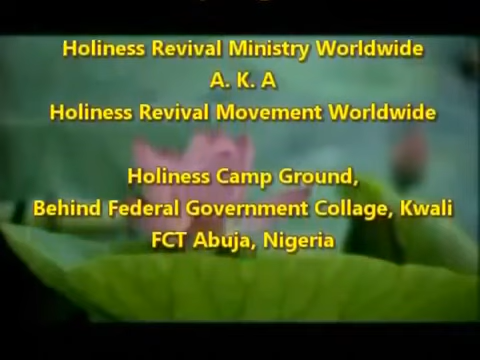 Holiness Revival Ministry Worldwide
A. K. A
Holiness Revival Movement Worldwide
Holiness Camp Ground,
Behind Federal Government Collage, Kwali
FCT Abuja, Nigeria